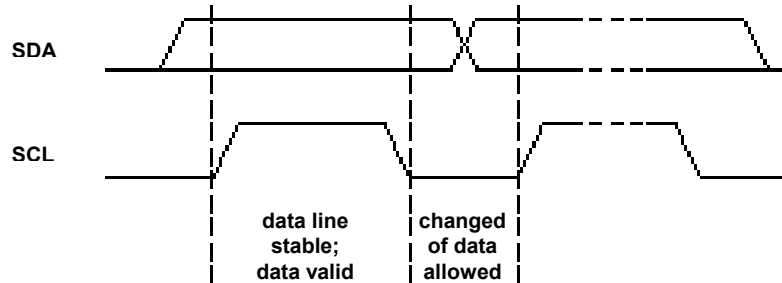 SDA
SCL
data line
stable;
data valid
changed
of data
allowed